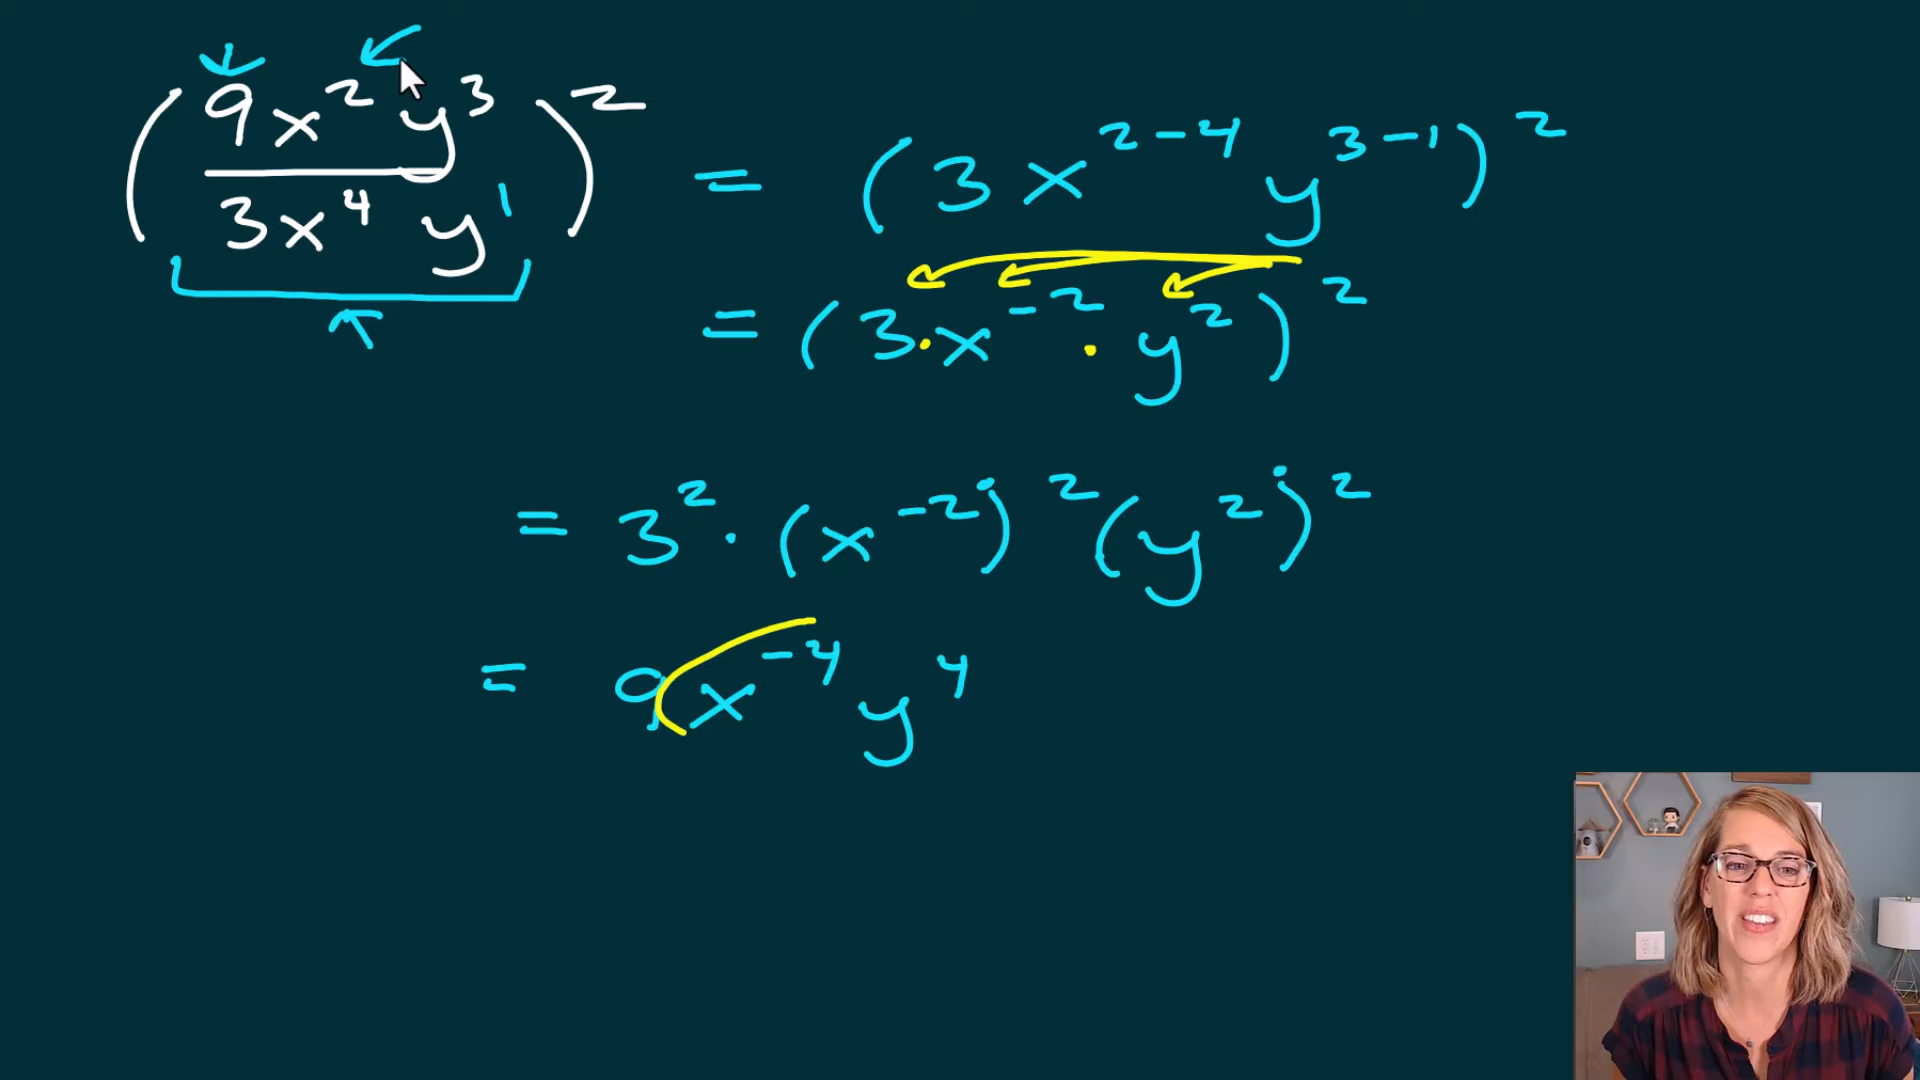 (9x²y³ / 3x⁴y¹)² = (3x²⁻⁴y³⁻¹)²
= (3·x⁻²·y²)²
= 3²·(x⁻²)²(y²)²
= 9x⁻⁴y⁴